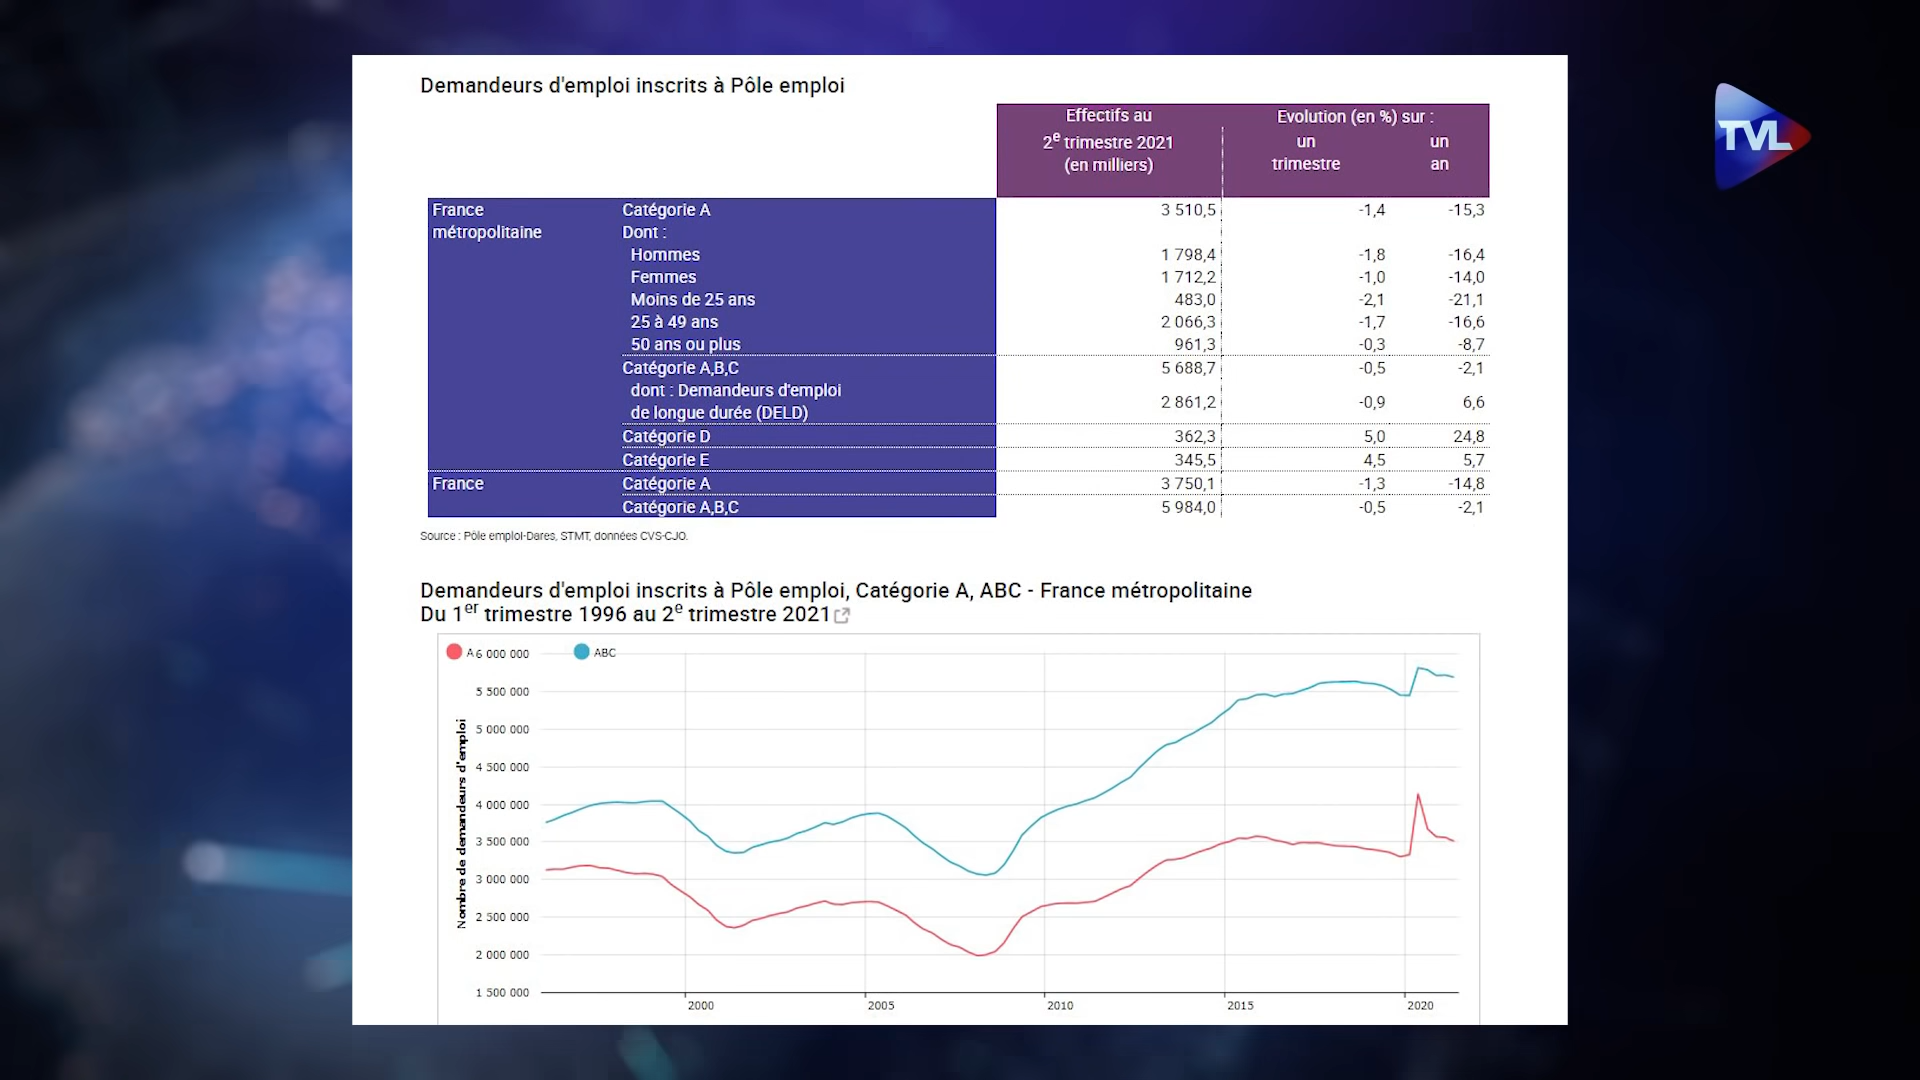 Demandeurs d'emploi inscrits à Pôle emploi
Effectifs au
2e trimestre 2021
(en milliers)
Evolution (en %) sur :
un trimestre
un an
TVL
France métropolitaine
Catégorie A 3 510,5 -1,4 -15,3
Dont :
Hommes 1 798,4 -1,8 -16,4
Femmes 1 712,2 -1,0 -14,0
Moins de 25 ans 483,0 -2,1 -21,1
25 à 49 ans 2 066,3 -1,7 -16,6
50 ans ou plus 961,3 -0,3 -8,7
Catégorie A,B,C 5 688,7 -0,5 -2,1
dont : Demandeurs d'emploi
de longue durée (DELD) 2 861,2 -0,9 6,6
Catégorie D 362,3 5,0 24,8
Catégorie E 345,5 4,5 5,7
France Catégorie A 3 750,1 -1,3 -14,8
Catégorie A,B,C 5 984,0 -0,5 -2,1
Source : Pôle emploi-Dares, STMT, données CVS-CJO.
Demandeurs d'emploi inscrits à Pôle emploi, Catégorie A, ABC - France métropolitaine
Du 1er trimestre 1996 au 2e trimestre 2021
A ABC
Nombre de demandeurs d'emploi
6 000 000
5 500 000
5 000 000
4 500 000
4 000 000
3 500 000
3 000 000
2 500 000
2 000 000
1 500 000
2000 2005 2010 2015 2020